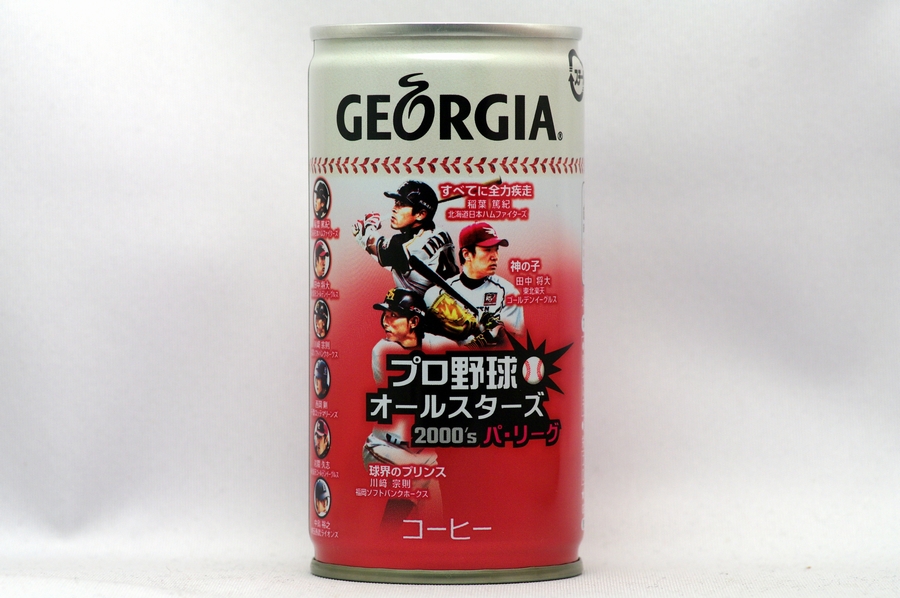 GEORGIA®
すべてに全力疾走
稲葉 篤紀
北海道日本ハムファイターズ
神の子
田中 将大
東北楽天
ゴールデンイーグルス
プロ野球
オールスターズ
2000's パ・リーグ
球界のプリンス
川﨑 宗則
福岡ソフトバンクホークス
コーヒー